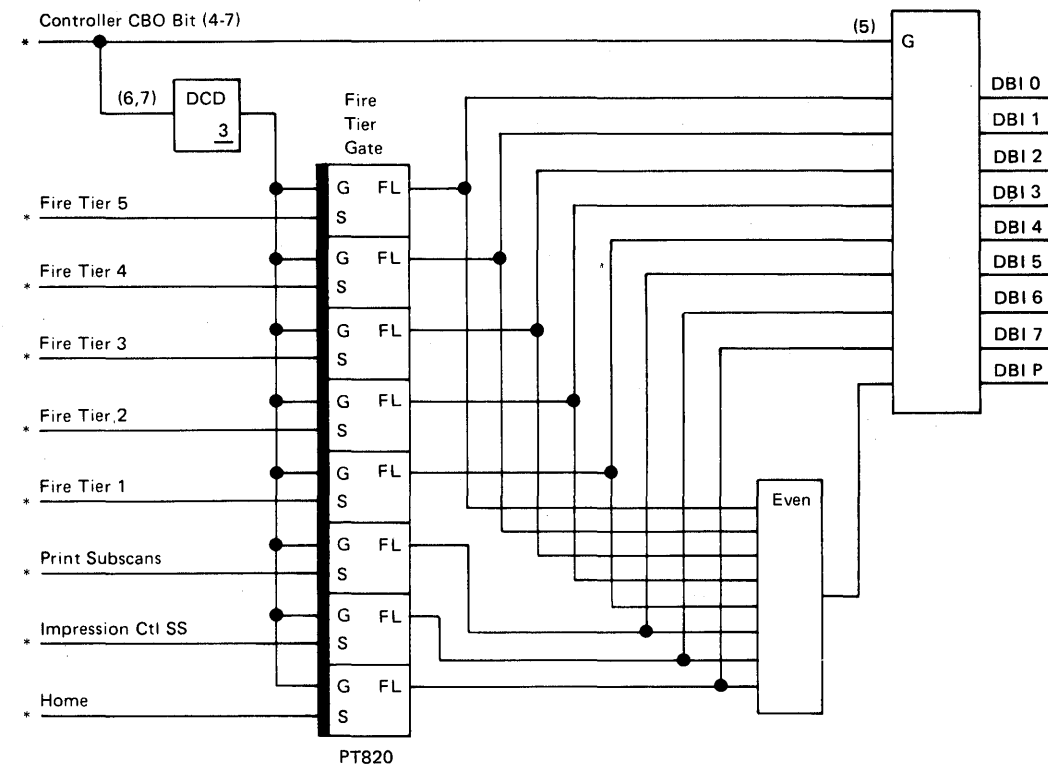 Controller CBO Bit (4-7)
*
(5)
G
(6,7)
DCD
3
Fire
Tier
Gate
DBI 0
DBI 1
DBI 2
DBI 3
DBI 4
DBI 5
DBI 6
DBI 7
DBI P
G FL
* Fire Tier 5
S
G FL
* Fire Tier 4
S
G FL
* Fire Tier 3
S
G FL
* Fire Tier 2
S
G FL
* Fire Tier 1
S
G FL
* Print Subscans
S
G FL
* Impression Ctl SS
S
G FL
* Home
S
Even
PT820